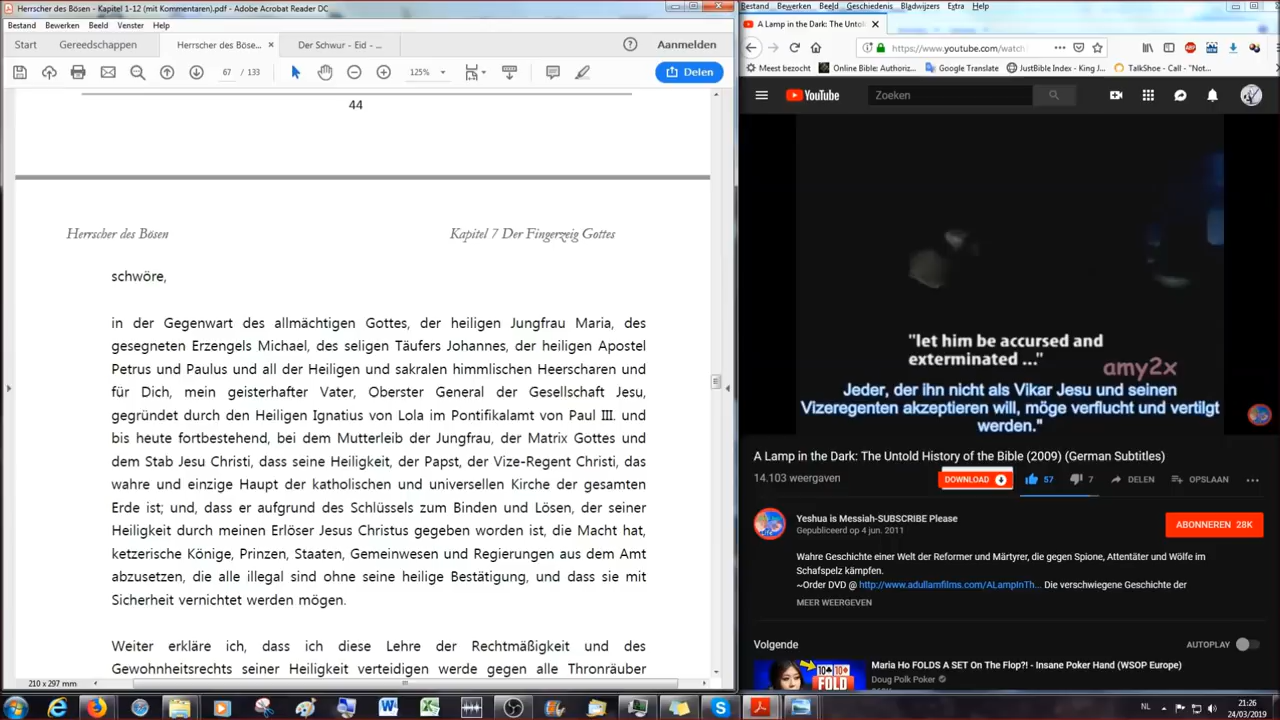 Herrscher des Bösen - Kapitel 1-12 (mit Kommentaren).pdf - Adobe Acrobat Reader DC
Bestand Bewerken Beeld Venster Help
Start Gereedschappen Herrscher des Böse... × Der Schwur - Eid - ... Aanmelden
67 / 133 125% Delen
44
Herrscher des Bösen Kapitel 7 Der Fingerzeig Gottes
schwöre,
in der Gegenwart des allmächtigen Gottes, der heiligen Jungfrau Maria, des
gesegneten Erzengels Michael, des seligen Täufers Johannes, der heiligen Apostel
Petrus und Paulus und all der Heiligen und sakralen himmlischen Heerscharen und
für Dich, mein geisterhafter Vater, Oberster General der Gesellschaft Jesu,
gegründet durch den Heiligen Ignatius von Lola im Pontifikalamt von Paul III. und
bis heute fortbestehend, bei dem Mutterleib der Jungfrau, der Matrix Gottes und
dem Stab Jesu Christi, dass seine Heiligkeit, der Papst, der Vize-Regent Christi, das
wahre und einzige Haupt der katholischen und universellen Kirche der gesamten
Erde ist; und, dass er aufgrund des Schlüssels zum Binden und Lösen, der seiner
Heiligkeit durch meinen Erlöser Jesus Christus gegeben worden ist, die Macht hat,
ketzerische Könige, Prinzen, Staaten, Gemeinwesen und Regierungen aus dem Amt
abzusetzen, die alle illegal sind ohne seine heilige Bestätigung, und dass sie mit
Sicherheit vernichtet werden mögen.
Weiter erkläre ich, dass ich diese Lehre der Rechtmäßigkeit und des
Gewohnheitsrechts seiner Heiligkeit verteidigen werde gegen alle Thronräuber
210 x 297 mm
Bestand Bewerken Beeld Geschiedenis Bladwijzers Extra Help
A Lamp in the Dark: The Untol ×
https://www.youtube.com/watch
Meest bezocht Online Bible: Authoriz... Google Translate JustBible Index - King J... TalkShoe - Call - "Not...
YouTube Zoeken
"let him be accursed and
exterminated ..."
amy2x
Jeder, der ihn nicht als Vikar Jesu und seinen
Vizeregenten akzeptieren will, möge verflucht und vertilgt
werden."
A Lamp in the Dark: The Untold History of the Bible (2009) (German Subtitles)
14.103 weergaven DOWNLOAD 57 7 DELEN OPSLAAN
Yeshua is Messiah-SUBSCRIBE Please
Gepubliceerd op 4 jun. 2011
ABONNEREN 28K
Wahre Geschichte einer Welt der Reformer und Märtyrer, die gegen Spione, Attentäter und Wölfe im
Schafspelz kämpfen.
~Order DVD @ http://www.adullamfilms.com/ALampInTh... Die verschwiegene Geschichte der
MEER WEERGEVEN
Volgende AUTOPLAY
Maria Ho FOLDS A SET On The Flop?! - Insane Poker Hand (WSOP Europe)
Doug Polk Poker
FOLD
NL 21:26
24/03/2019